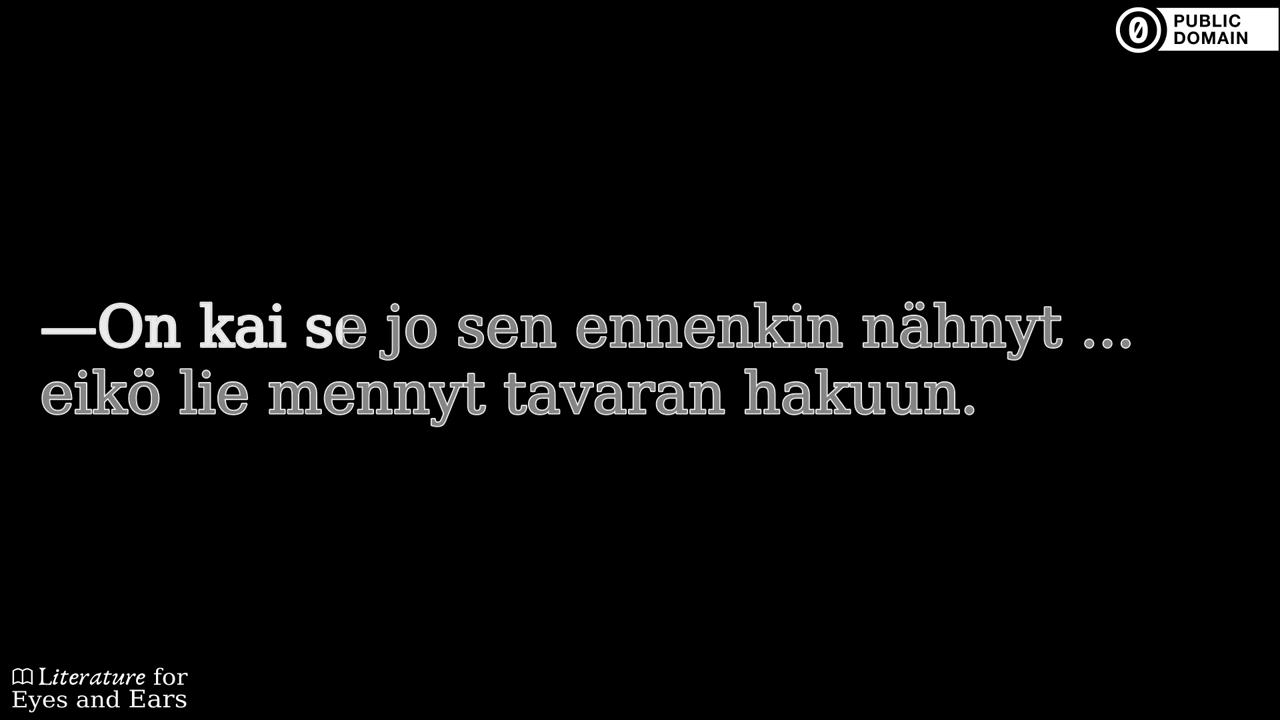 PUBLIC
DOMAIN
—On kai se jo sen ennenkin nähnyt ...
eikö lie mennyt tavaran hakuun.
Literature for
Eyes and Ears